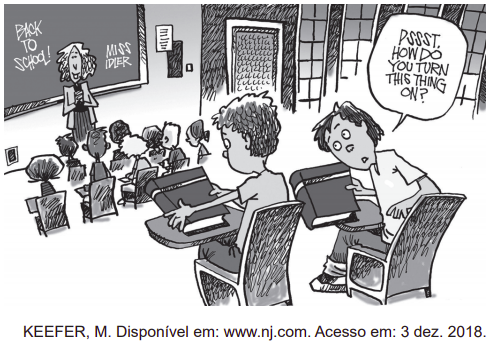 BACK
TO
SCHOOL!
MISS
IDLER
PSSST,
HOW DO
YOU TURN
THIS THING
ON?
KEEFER, M. Disponível em: www.nj.com. Acesso em: 3 dez. 2018.